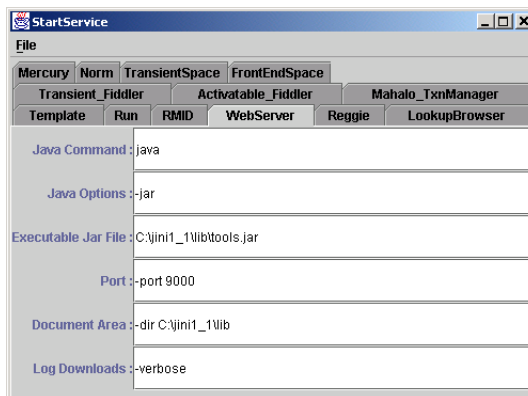 StartService
File
Mercury Norm TransientSpace FrontEndSpace
Transient_Fiddler Activatable_Fiddler Mahalo_TxnManager
Template Run RMID WebServer Reggie LookupBrowser
Java Command : java
Java Options : -jar
Executable Jar File : C:\jini1_1\lib\tools.jar
Port : -port 9000
Document Area : -dir C:\jini1_1\lib
Log Downloads : -verbose